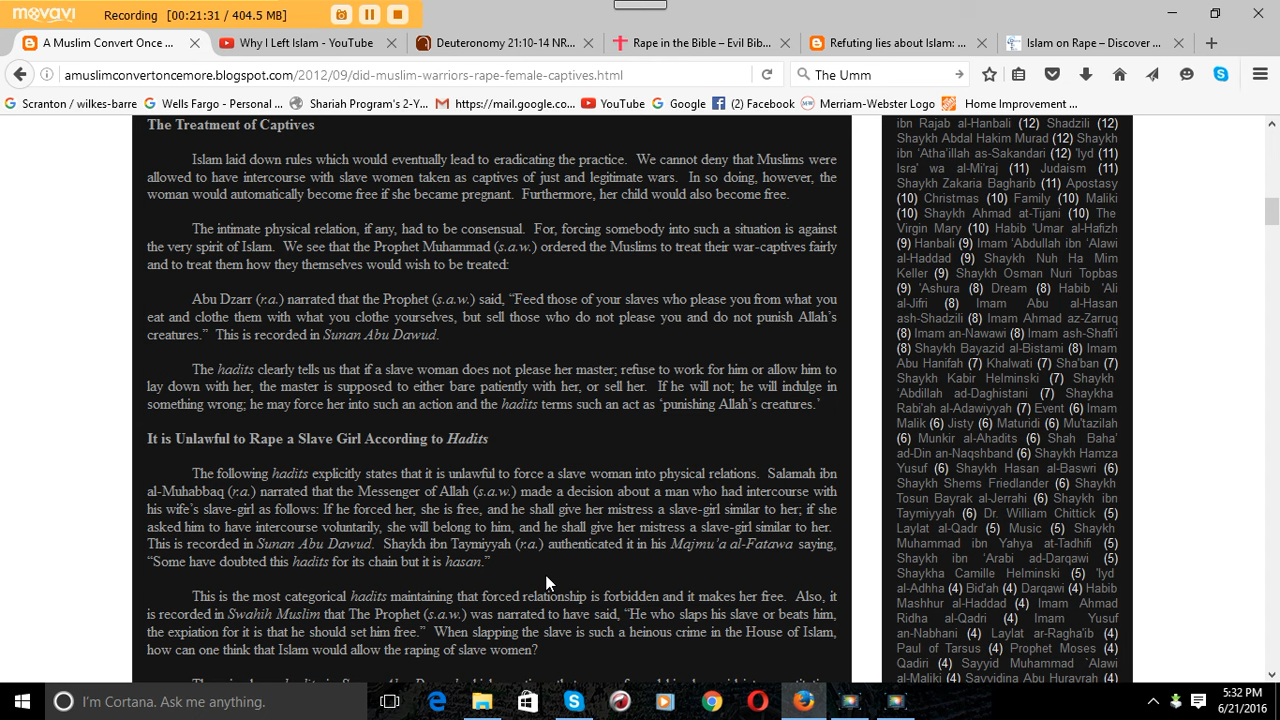 movavi
Recording [00:21:31 / 404.5 MB]
A Muslim Convert Once ...
Why I Left Islam - YouTube
Deuteronomy 21:10-14 NR...
Rape in the Bible – Evil Bib...
Refuting lies about Islam: ...
Islam on Rape – Discover ...
amuslimconvertoncemore.blogspot.com/2012/09/did-muslim-warriors-rape-female-captives.html
The Umm
Scranton / wilkes-barre
Wells Fargo - Personal ...
Shariah Program's 2-Y...
https://mail.google.co...
YouTube
Google
(2) Facebook
Merriam-Webster Logo
Home Improvement ...
The Treatment of Captives
Islam laid down rules which would eventually lead to eradicating the practice. We cannot deny that Muslims were
allowed to have intercourse with slave women taken as captives of just and legitimate wars. In so doing, however, the
woman would automatically become free if she became pregnant. Furthermore, her child would also become free.
The intimate physical relation, if any, had to be consensual. For, forcing somebody into such a situation is against
the very spirit of Islam. We see that the Prophet Muhammad (s.a.w.) ordered the Muslims to treat their war-captives fairly
and to treat them how they themselves would wish to be treated:
Abu Dzarr (r.a.) narrated that the Prophet (s.a.w.) said, “Feed those of your slaves who please you from what you
eat and clothe them with what you clothe yourselves, but sell those who do not please you and do not punish Allah’s
creatures.” This is recorded in Sunan Abu Dawud.
The hadits clearly tells us that if a slave woman does not please her master; refuse to work for him or allow him to
lay down with her, the master is supposed to either bare patiently with her, or sell her. If he will not; he will indulge in
something wrong; he may force her into such an action and the hadits terms such an act as ‘punishing Allah’s creatures.’
It is Unlawful to Rape a Slave Girl According to Hadits
The following hadits explicitly states that it is unlawful to force a slave woman into physical relations. Salamah ibn
al-Muhabbaq (r.a.) narrated that the Messenger of Allah (s.a.w.) made a decision about a man who had intercourse with
his wife’s slave-girl as follows: If he forced her, she is free, and he shall give her mistress a slave-girl similar to her; if she
asked him to have intercourse voluntarily, she will belong to him, and he shall give her mistress a slave-girl similar to her.
This is recorded in Sunan Abu Dawud. Shaykh ibn Taymiyyah (r.a.) authenticated it in his Majmu’a al-Fatawa saying,
“Some have doubted this hadits for its chain but it is hasan.”
This is the most categorical hadits maintaining that forced relationship is forbidden and it makes her free. Also, it
is recorded in Swahih Muslim that The Prophet (s.a.w.) was narrated to have said, “He who slaps his slave or beats him,
the expiation for it is that he should set him free.” When slapping the slave is such a heinous crime in the House of Islam,
how can one think that Islam would allow the raping of slave women?
ibn Rajab al-Hanbali (12) Shadzili (12)
Shaykh Abdal Hakim Murad (12) Shaykh
ibn 'Atha'illah as-Sakandari (12) 'Iyd (11)
Isra' wa al-Mi'raj (11) Judaism (11)
Shaykh Zakaria Bagharib (11) Apostasy
(10) Christmas (10) Family (10) Maliki
(10) Shaykh Ahmad at-Tijani (10) The
Virgin Mary (10) Habib 'Umar al-Hafizh
(9) Hanbali (9) Imam 'Abdullah ibn 'Alawi
al-Haddad (9) Shaykh Nuh Ha Mim
Keller (9) Shaykh Osman Nuri Topbas
(9) 'Ashura (8) Dream (8) Habib 'Ali
al-Jifri (8) Imam Abu al-Hasan
ash-Shadzili (8) Imam Ahmad az-Zarruq
(8) Imam an-Nawawi (8) Imam ash-Shafi'i
(8) Shaykh Bayazid al-Bistami (8) Imam
Abu Hanifah (7) Khalwati (7) Sha'ban (7)
Shaykh Kabir Helminski (7) Shaykh
'Abdillah ad-Daghistani (7) Shaykha
Rabi'ah al-Adawiyyah (7) Event (6) Imam
Malik (6) Jisty (6) Maturidi (6) Mu'tazilah
(6) Munkir al-Ahadits (6) Shah Baha'
ad-Din an-Naqshband (6) Shaykh Hamza
Yusuf (6) Shaykh Hasan al-Baswri (6)
Shaykh Shems Friedlander (6) Shaykh
Tosun Bayrak al-Jerrahi (6) Shaykh ibn
Taymiyyah (6) Dr. William Chittick (5)
Laylat al-Qadr (5) Music (5) Shaykh
Muhammad ibn Yahya at-Tadhifi (5)
Shaykh ibn 'Arabi ad-Darqawi (5)
Shaykha Camille Helminski (5) 'Iyd
al-Adhha (4) Bid'ah (4) Darqawi (4) Habib
Mashhur al-Haddad (4) Imam Ahmad
Ridha al-Qadri (4) Imam Yusuf
an-Nabhani (4) Laylat ar-Ragha'ib (4)
Paul of Tarsus (4) Prophet Moses (4)
Qadiri (4) Sayyid Muhammad `Alawi
al-Maliki (4) Sayyidina Abu Hurayrah (4)
I'm Cortana. Ask me anything.
5:32 PM
6/21/2016